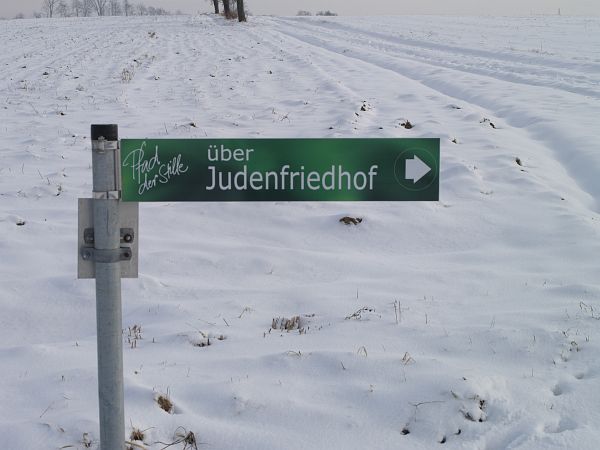 Pfad
der Stille
über
Judenfriedhof